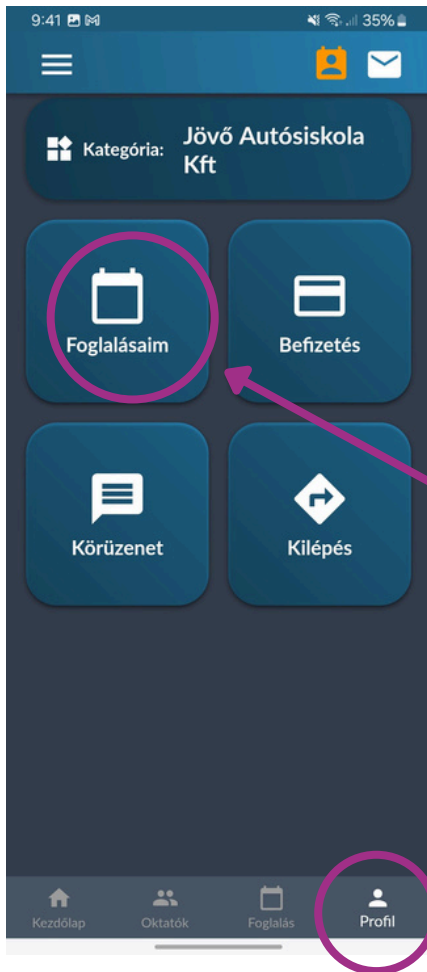 9:41 35%
Kategória: Jövő Autósiskola
Kft
Foglalásaim Befizetés
Körüzenet Kilépés
Kezdőlap Oktatók Foglalás Profil